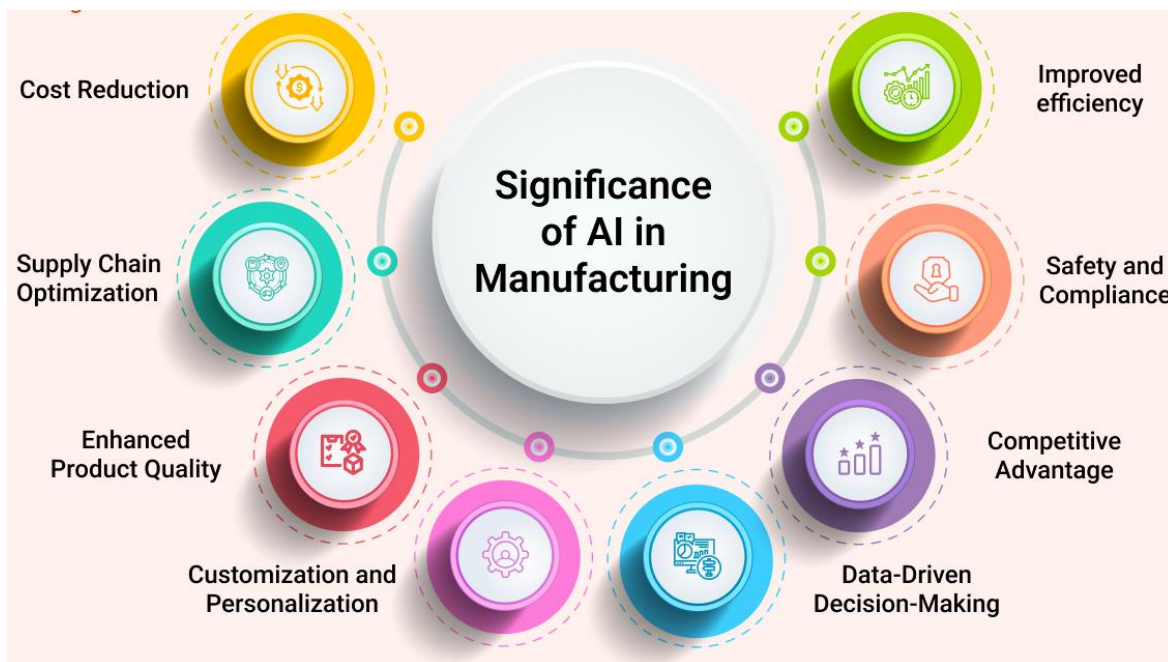 Significance
of AI in
Manufacturing
Cost Reduction
Supply Chain
Optimization
Enhanced
Product Quality
Customization and
Personalization
Data-Driven
Decision-Making
Competitive
Advantage
Safety and
Compliance
Improved
efficiency